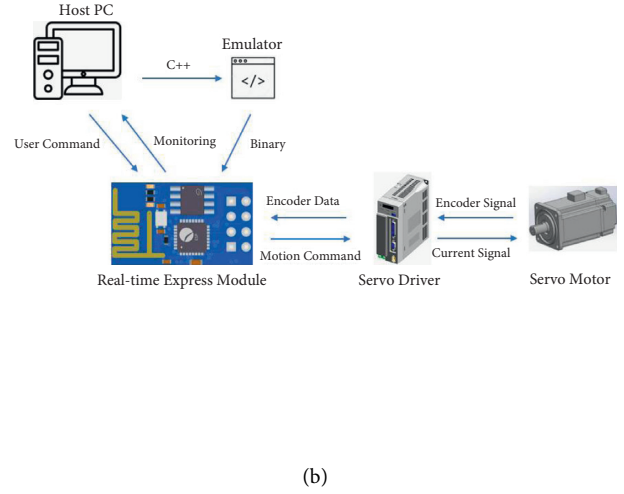 Host PC
Emulator
C++
</>
User Command
Monitoring
Binary
Encoder Data
Encoder Signal
Motion Command
Current Signal
Real-time Express Module
Servo Driver
Servo Motor
(b)